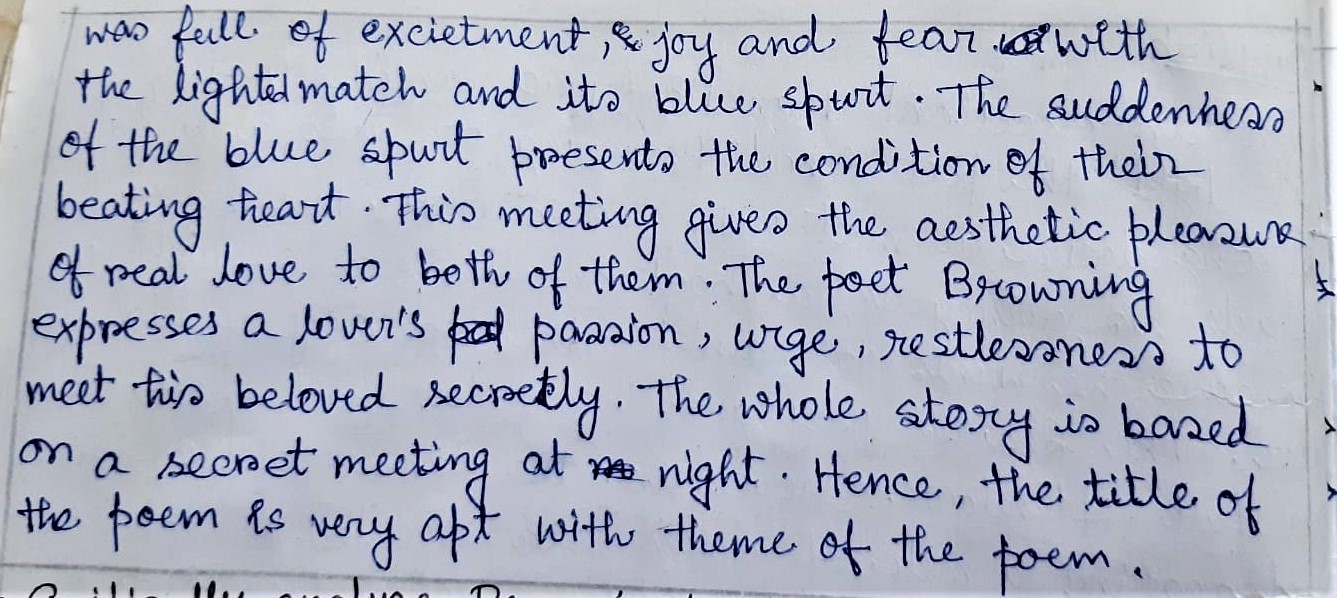 was full of excietment, & joy and fear with
the lighted match and its blue spurt. The suddenness
of the blue spurt presents the condition of their
beating heart. This meeting gives the aesthetic pleasure
of real love to both of them. The poet Browning
expresses a lover's passion, urge, restlessness to
meet his beloved secretly. The whole story is based
on a secret meeting at night. Hence, the title of
the poem is very apt with theme of the poem.